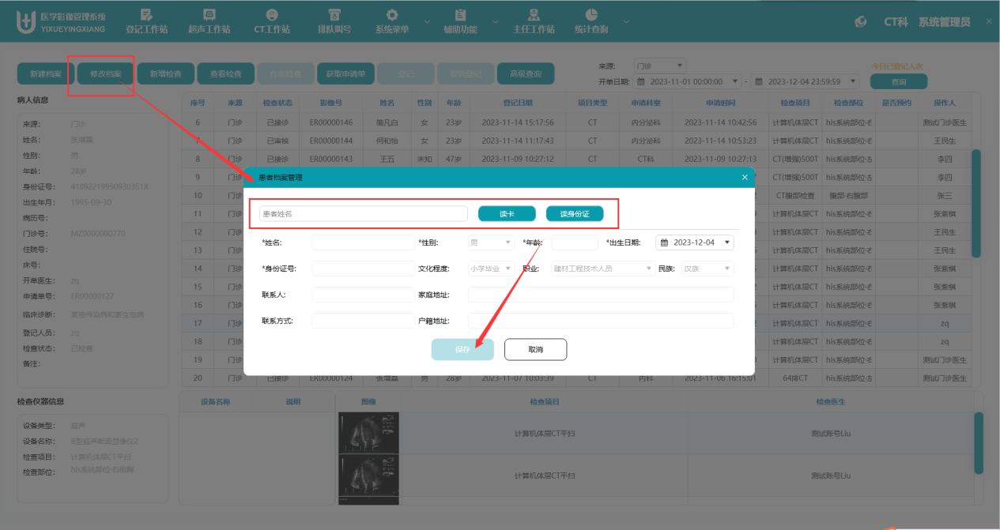 医学影像管理系统
YIXUEYINGXIANG
登记工作站 超声工作站 CT工作站 排队叫号 系统菜单 辅助功能 主任工作站 统计查询 CT科 系统管理员
新建档案 修改档案 新增检查 查看检查 作废检查 获取申请单 登记 取消登记 高级查询
来源: 门诊
今日已登记人次
开单日期: 2023-11-01 00:00:00 - 2023-12-04 23:59:59 查询
病人信息
来源: 门诊
姓名: 张增磊
性别: 男
年龄: 28岁
身份证号: 41092219950930351X
出生年月: 1995-09-30
病历号:
门诊号: MZ0000000770
住院号:
床号:
开单医生: zq
申请单号: ER00000127
临床诊断: 某些传染病和寄生虫病
登记人员: zq
检查状态: 已检查
备注:
序号 来源 检查状态 影像号 姓名 性别 年龄 登记日期 项目类型 申请科室 申请时间 检查项目 检查部位 是否预约 操作人
6 门诊 已接诊 ER00000146 简凡白 女 23岁 2023-11-14 15:17:56 CT 内分泌科 2023-11-14 10:42:56 计算机体层CT his系统部位-右 测试门诊医生
7 门诊 已审核 ER00000144 何和怡 女 23岁 2023-11-14 11:17:43 CT 内分泌科 2023-11-14 10:53:23 计算机体层CT his系统部位-右 王民生
8 门诊 已接诊 ER00000143 王五 未知 47岁 2023-11-09 10:27:12 CT CT科 2023-11-09 10:27:13 CT(增强)500T his系统部位-左 李四
9 门诊 CT(增强)500T his系统部位-左 李四
10 门诊 CT腹部检查 腹部-右腹部 张三
11 门诊 计算机体层CT his系统部位-右 张紫棋
12 门诊 计算机体层CT his系统部位-右 王民生
13 门诊 计算机体层CT his系统部位-右 王民生
14 门诊 计算机体层CT his系统部位-右 张紫棋
15 门诊 计算机体层CT his系统部位-右 张紫棋
16 门诊 计算机体层CT his系统部位-右 张紫棋
17 门诊 计算机体层CT his系统部位-右 zq
18 门诊 计算机体层CT his系统部位-右 zq
19 门诊 计算机体层CT his系统部位-右 测试门诊医生
20 门诊 已接诊 ER00000124 张增磊 男 28岁 2023-11-07 10:03:39 CT 内科 2023-11-06 16:15:01 64排CT his系统部位-左 测试门诊医生
患者档案管理
患者姓名 读卡 读身份证
*姓名: *性别: 男 *年龄: *出生日期: 2023-12-04
*身份证号: 文化程度: 小学毕业 职业: 建材工程技术人员 民族: 汉族
联系人: 家庭地址:
联系方式: 户籍地址:
保存 取消
检查仪器信息
设备类型: 超声
设备名称: B型超声断面显像仪2
检查项目: 计算机体层CT平扫
检查部位: his系统部位-右前胸
设备名称 说明 图像 检查项目 检查医生
计算机体层CT平扫 测试账号Liu
计算机体层CT平扫 测试账号Liu